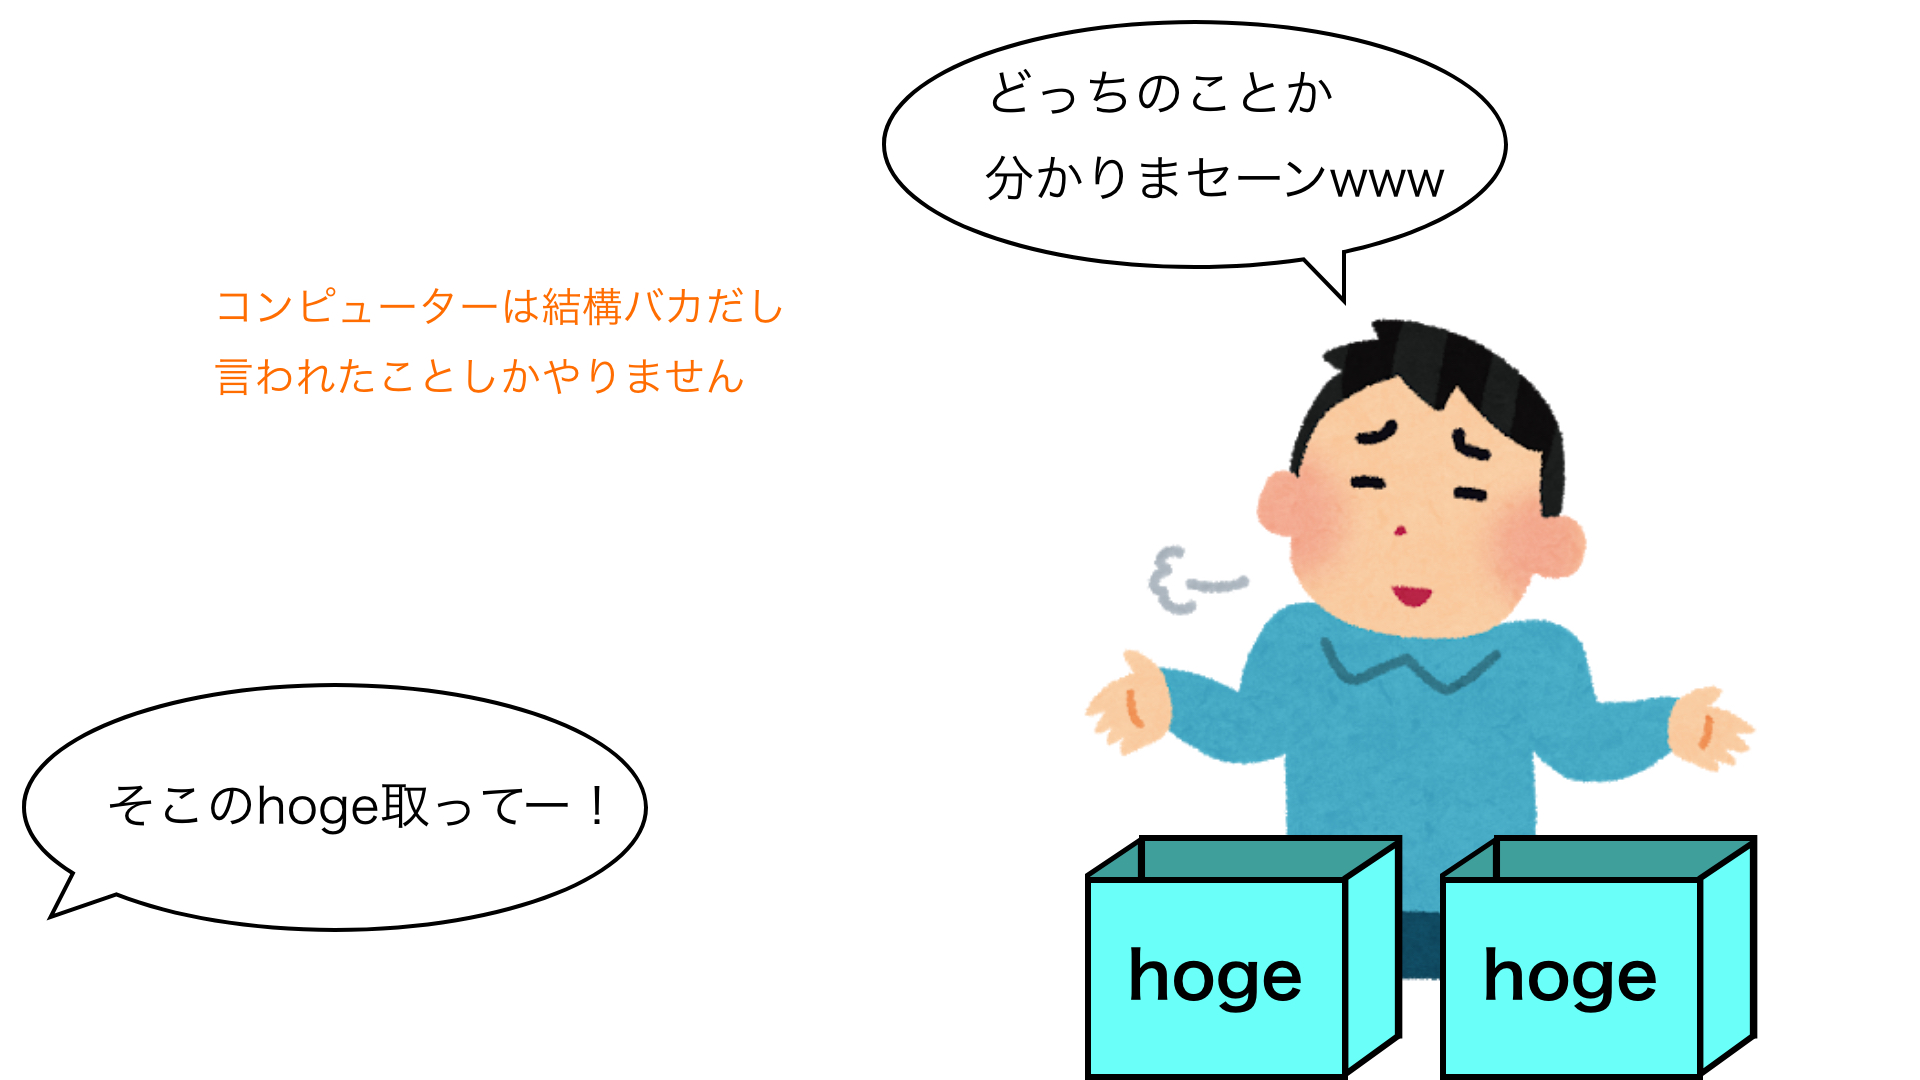 どっちのことか
分かりまセーンwww
コンピューターは結構バカだし
言われたことしかやりません
そこのhoge取ってー！
hoge
hoge